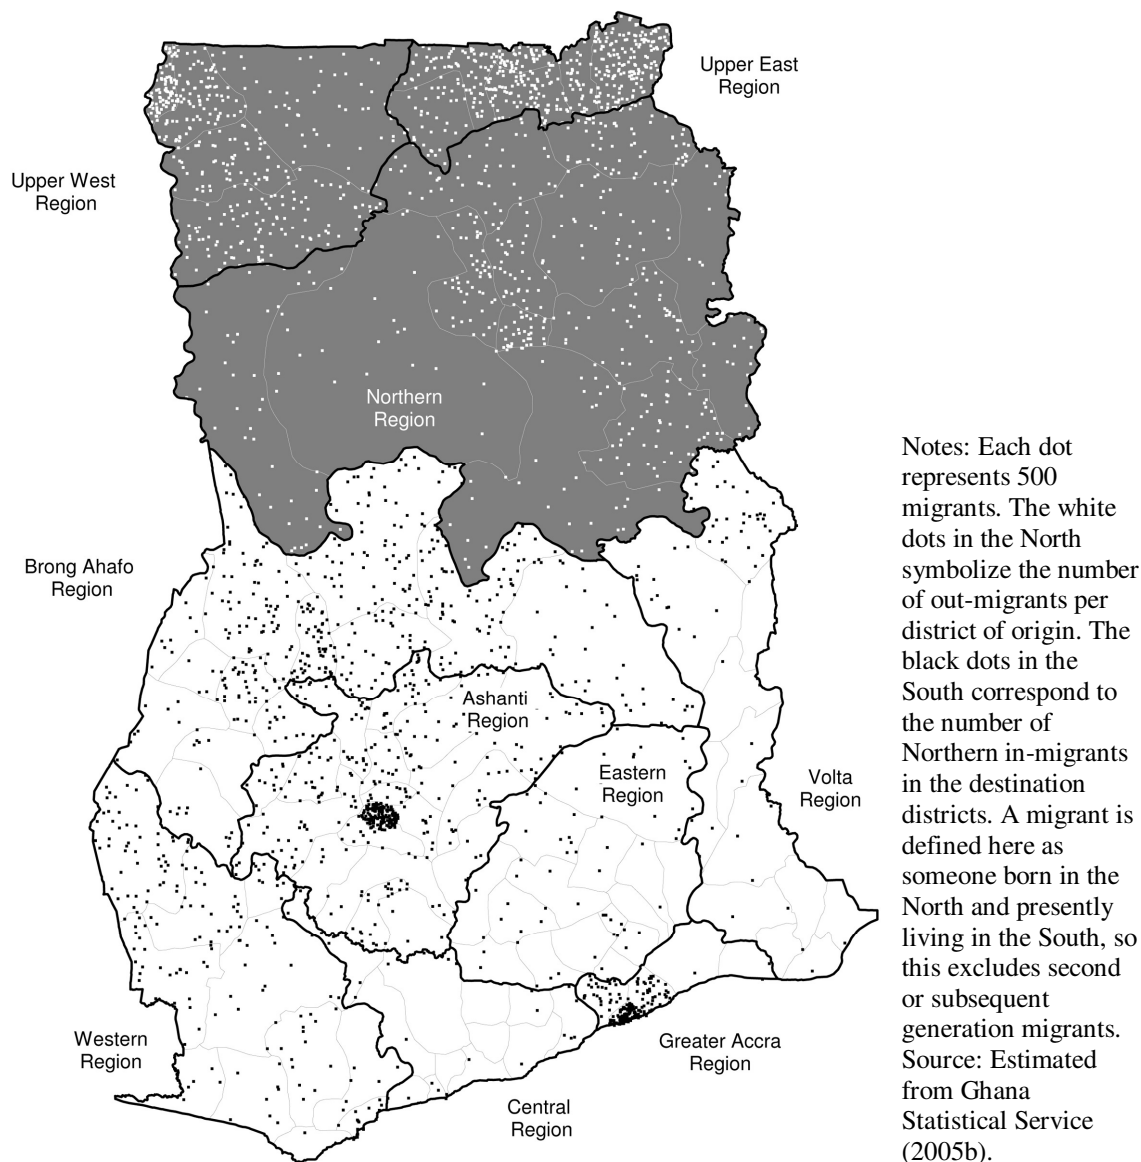 Upper East
Region
Upper West
Region
Northern
Region
Brong Ahafo
Region
Ashanti
Region
Eastern
Region
Volta
Region
Western
Region
Greater Accra
Region
Central
Region
Notes: Each dot
represents 500
migrants. The white
dots in the North
symbolize the number
of out-migrants per
district of origin. The
black dots in the
South correspond to
the number of
Northern in-migrants
in the destination
districts. A migrant is
defined here as
someone born in the
North and presently
living in the South, so
this excludes second
or subsequent
generation migrants.
Source: Estimated
from Ghana
Statistical Service
(2005b).